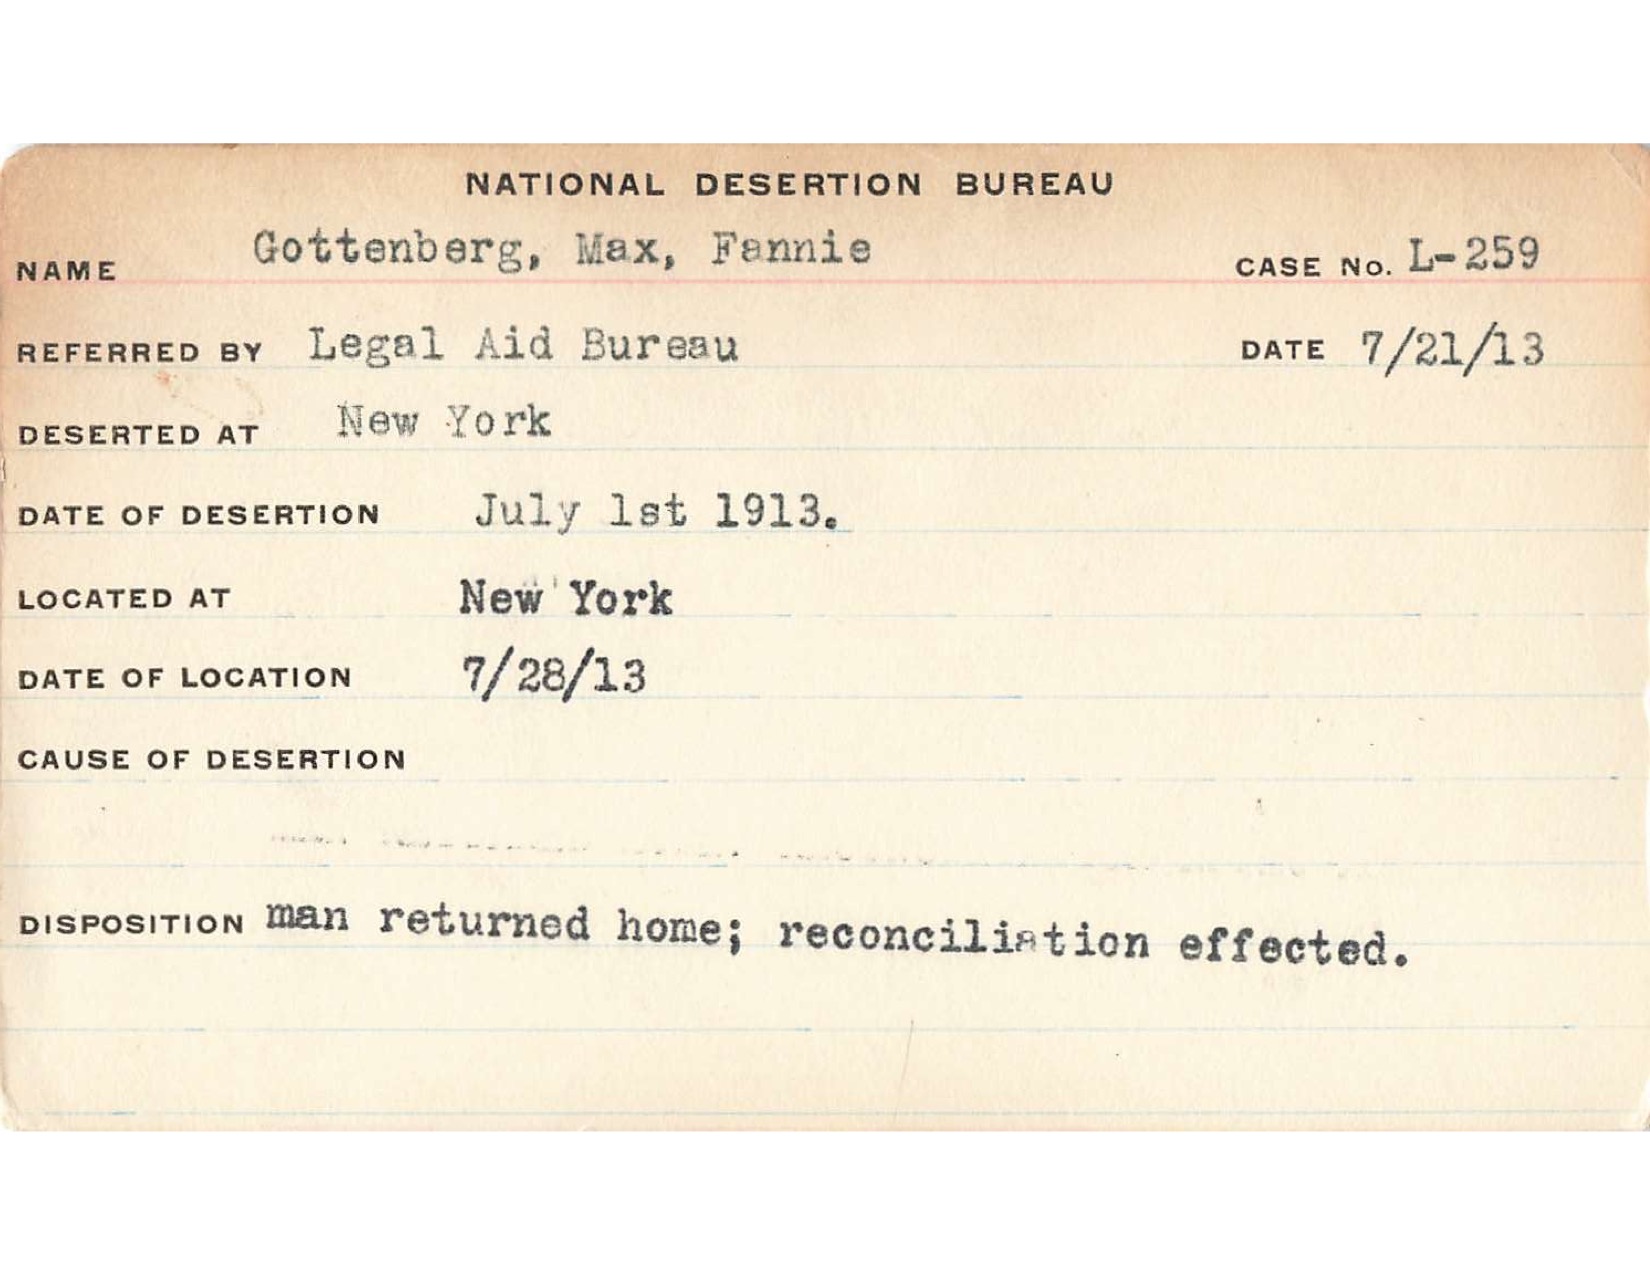 NATIONAL DESERTION BUREAU
NAME Gottenberg, Max, Fannie CASE No. L-259
REFERRED BY Legal Aid Bureau DATE 7/21/13
DESERTED AT New York
DATE OF DESERTION July 1st 1913.
LOCATED AT New York
DATE OF LOCATION 7/28/13
CAUSE OF DESERTION
DISPOSITION man returned home; reconciliation effected.